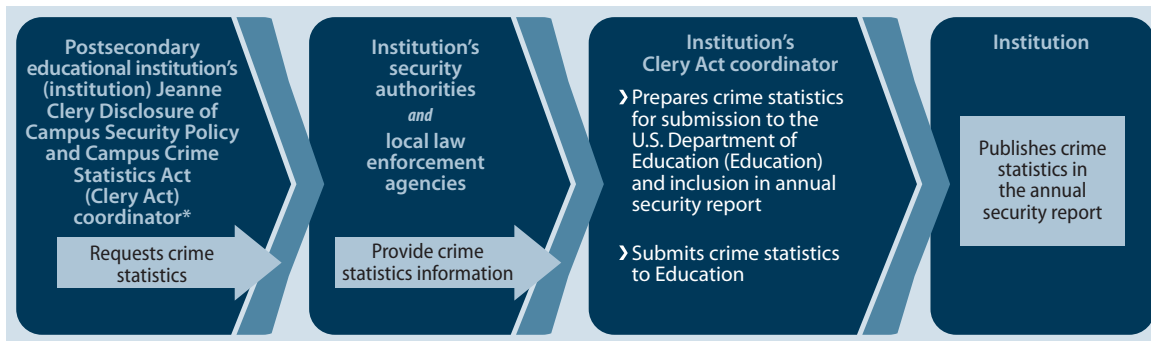 Postsecondary
educational institution's
(institution) Jeanne
Clery Disclosure of
Campus Security Policy
and Campus Crime
Statistics Act
(Clery Act)
coordinator*
Requests crime
statistics
Institution's
security
authorities
and
local law
enforcement
agencies
Provide crime
statistics information
Institution's
Clery Act coordinator
❯ Prepares crime statistics
for submission to the
U.S. Department of
Education (Education)
and inclusion in annual
security report
❯ Submits crime statistics
to Education
Institution
Publishes crime
statistics in
the annual
security report